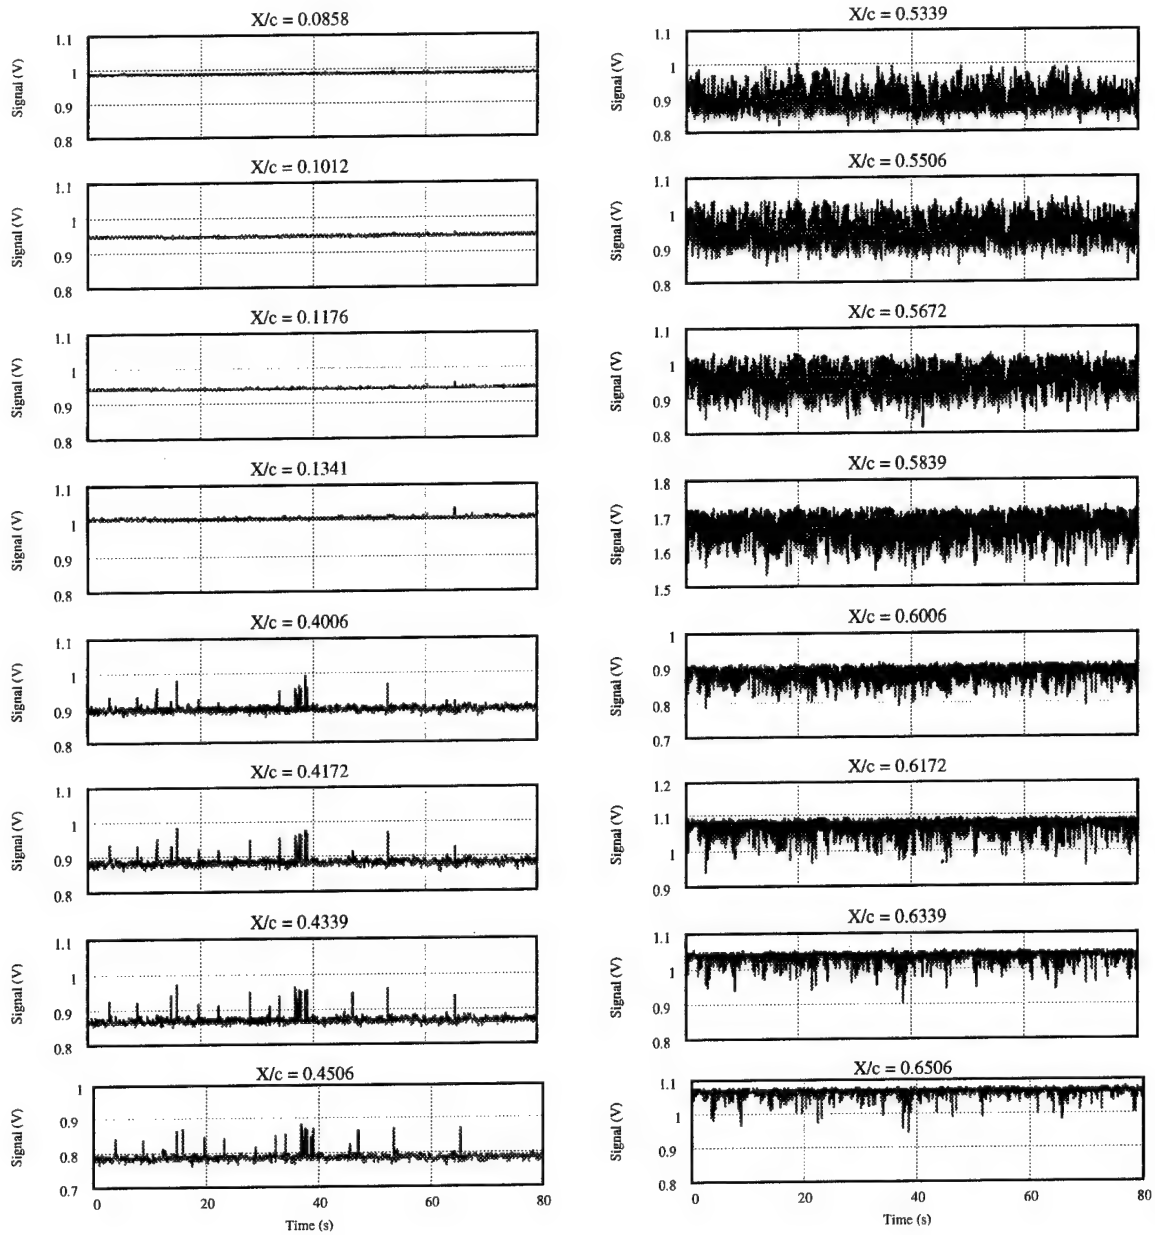 X/c = 0.0858
1.1
1
0.9
0.8
Signal (V)
X/c = 0.1012
1.1
1
0.9
0.8
Signal (V)
X/c = 0.1176
1.1
1
0.9
0.8
Signal (V)
X/c = 0.1341
1.1
1
0.9
0.8
Signal (V)
X/c = 0.4006
1.1
1
0.9
0.8
Signal (V)
X/c = 0.4172
1.1
1
0.9
0.8
Signal (V)
X/c = 0.4339
1.1
1
0.9
0.8
Signal (V)
X/c = 0.4506
1
0.9
0.8
0.7
Signal (V)
0 20 40 60 80
Time (s)
X/c = 0.5339
1.1
1
0.9
0.8
Signal (V)
X/c = 0.5506
1.1
1
0.9
0.8
Signal (V)
X/c = 0.5672
1.1
1
0.9
0.8
Signal (V)
X/c = 0.5839
1.8
1.7
1.6
1.5
Signal (V)
X/c = 0.6006
1
0.9
0.8
0.7
Signal (V)
X/c = 0.6172
1.2
1.1
1
0.9
Signal (V)
X/c = 0.6339
1.1
1
0.9
0.8
Signal (V)
X/c = 0.6506
1.1
1
0.9
0.8
Signal (V)
0 20 40 60 80
Time (s)